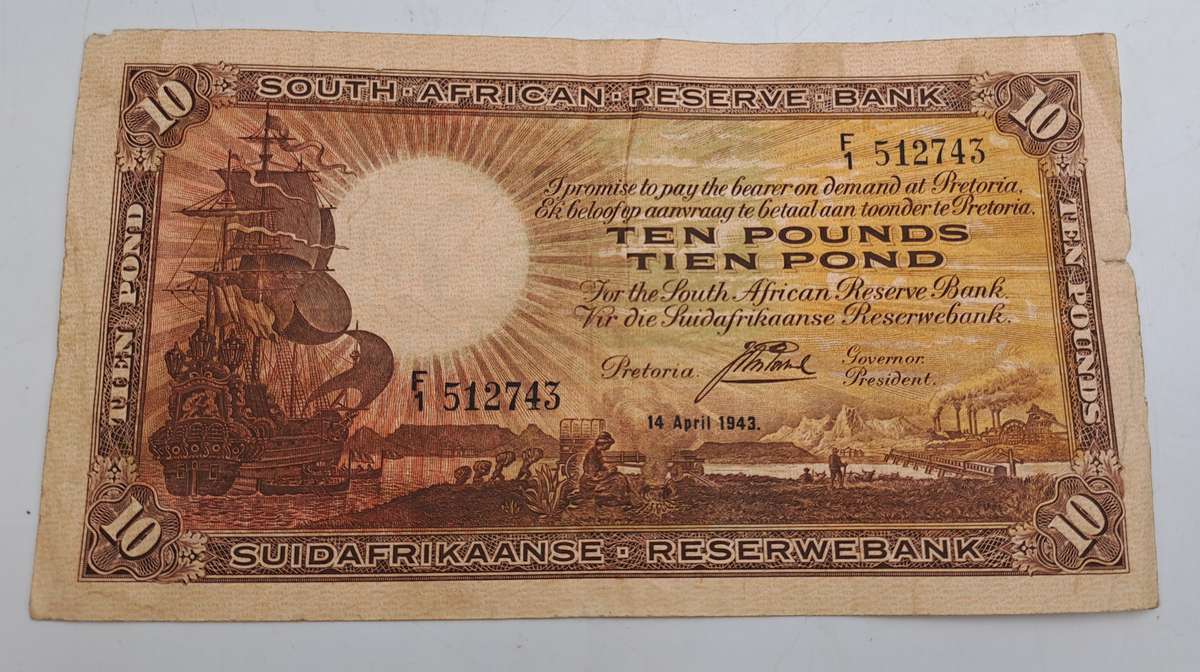 10 SOUTH · AFRICAN · RESERVE · BANK 10
F/1 512743
I promise to pay the bearer on demand at Pretoria,
Ek beloof op aanvraag te betaal aan toonder te Pretoria.
TEN POUNDS
TIEN POND
For the South African Reserve Bank.
Vir die Suidafrikaanse Reserwebank.
Pretoria. Governor.
President.
F/1 512743
14 April 1943.
TIEN POND
TEN POUNDS
10 SUIDAFRIKAANSE · RESERWEBANK 10